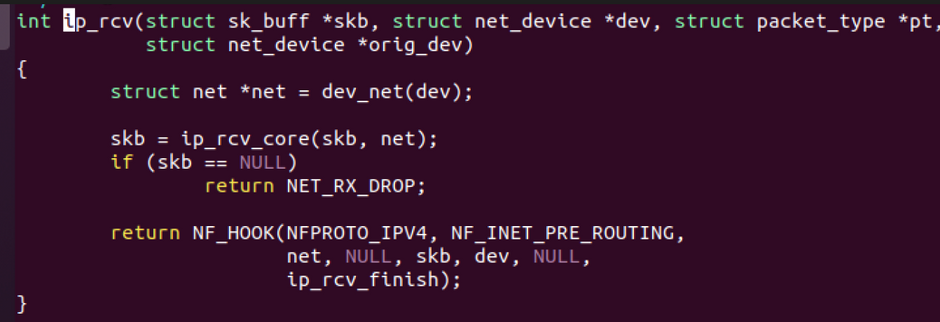 int ip_rcv(struct sk_buff *skb, struct net_device *dev, struct packet_type *pt,
           struct net_device *orig_dev)
{
        struct net *net = dev_net(dev);

        skb = ip_rcv_core(skb, net);
        if (skb == NULL)
                return NET_RX_DROP;

        return NF_HOOK(NFPROTO_IPV4, NF_INET_PRE_ROUTING,
                       net, NULL, skb, dev, NULL,
                       ip_rcv_finish);
}